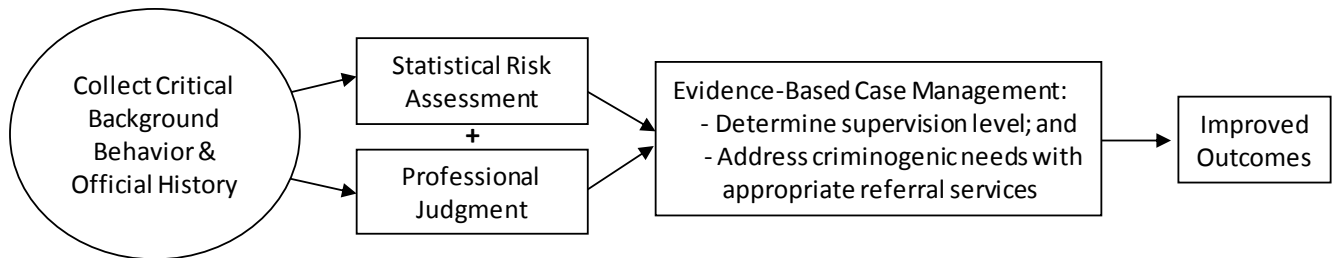 Collect Critical
Background
Behavior &
Official History
Statistical Risk
Assessment
+
Professional
Judgment
Evidence-Based Case Management:
- Determine supervision level; and
- Address criminogenic needs with
appropriate referral services
Improved
Outcomes